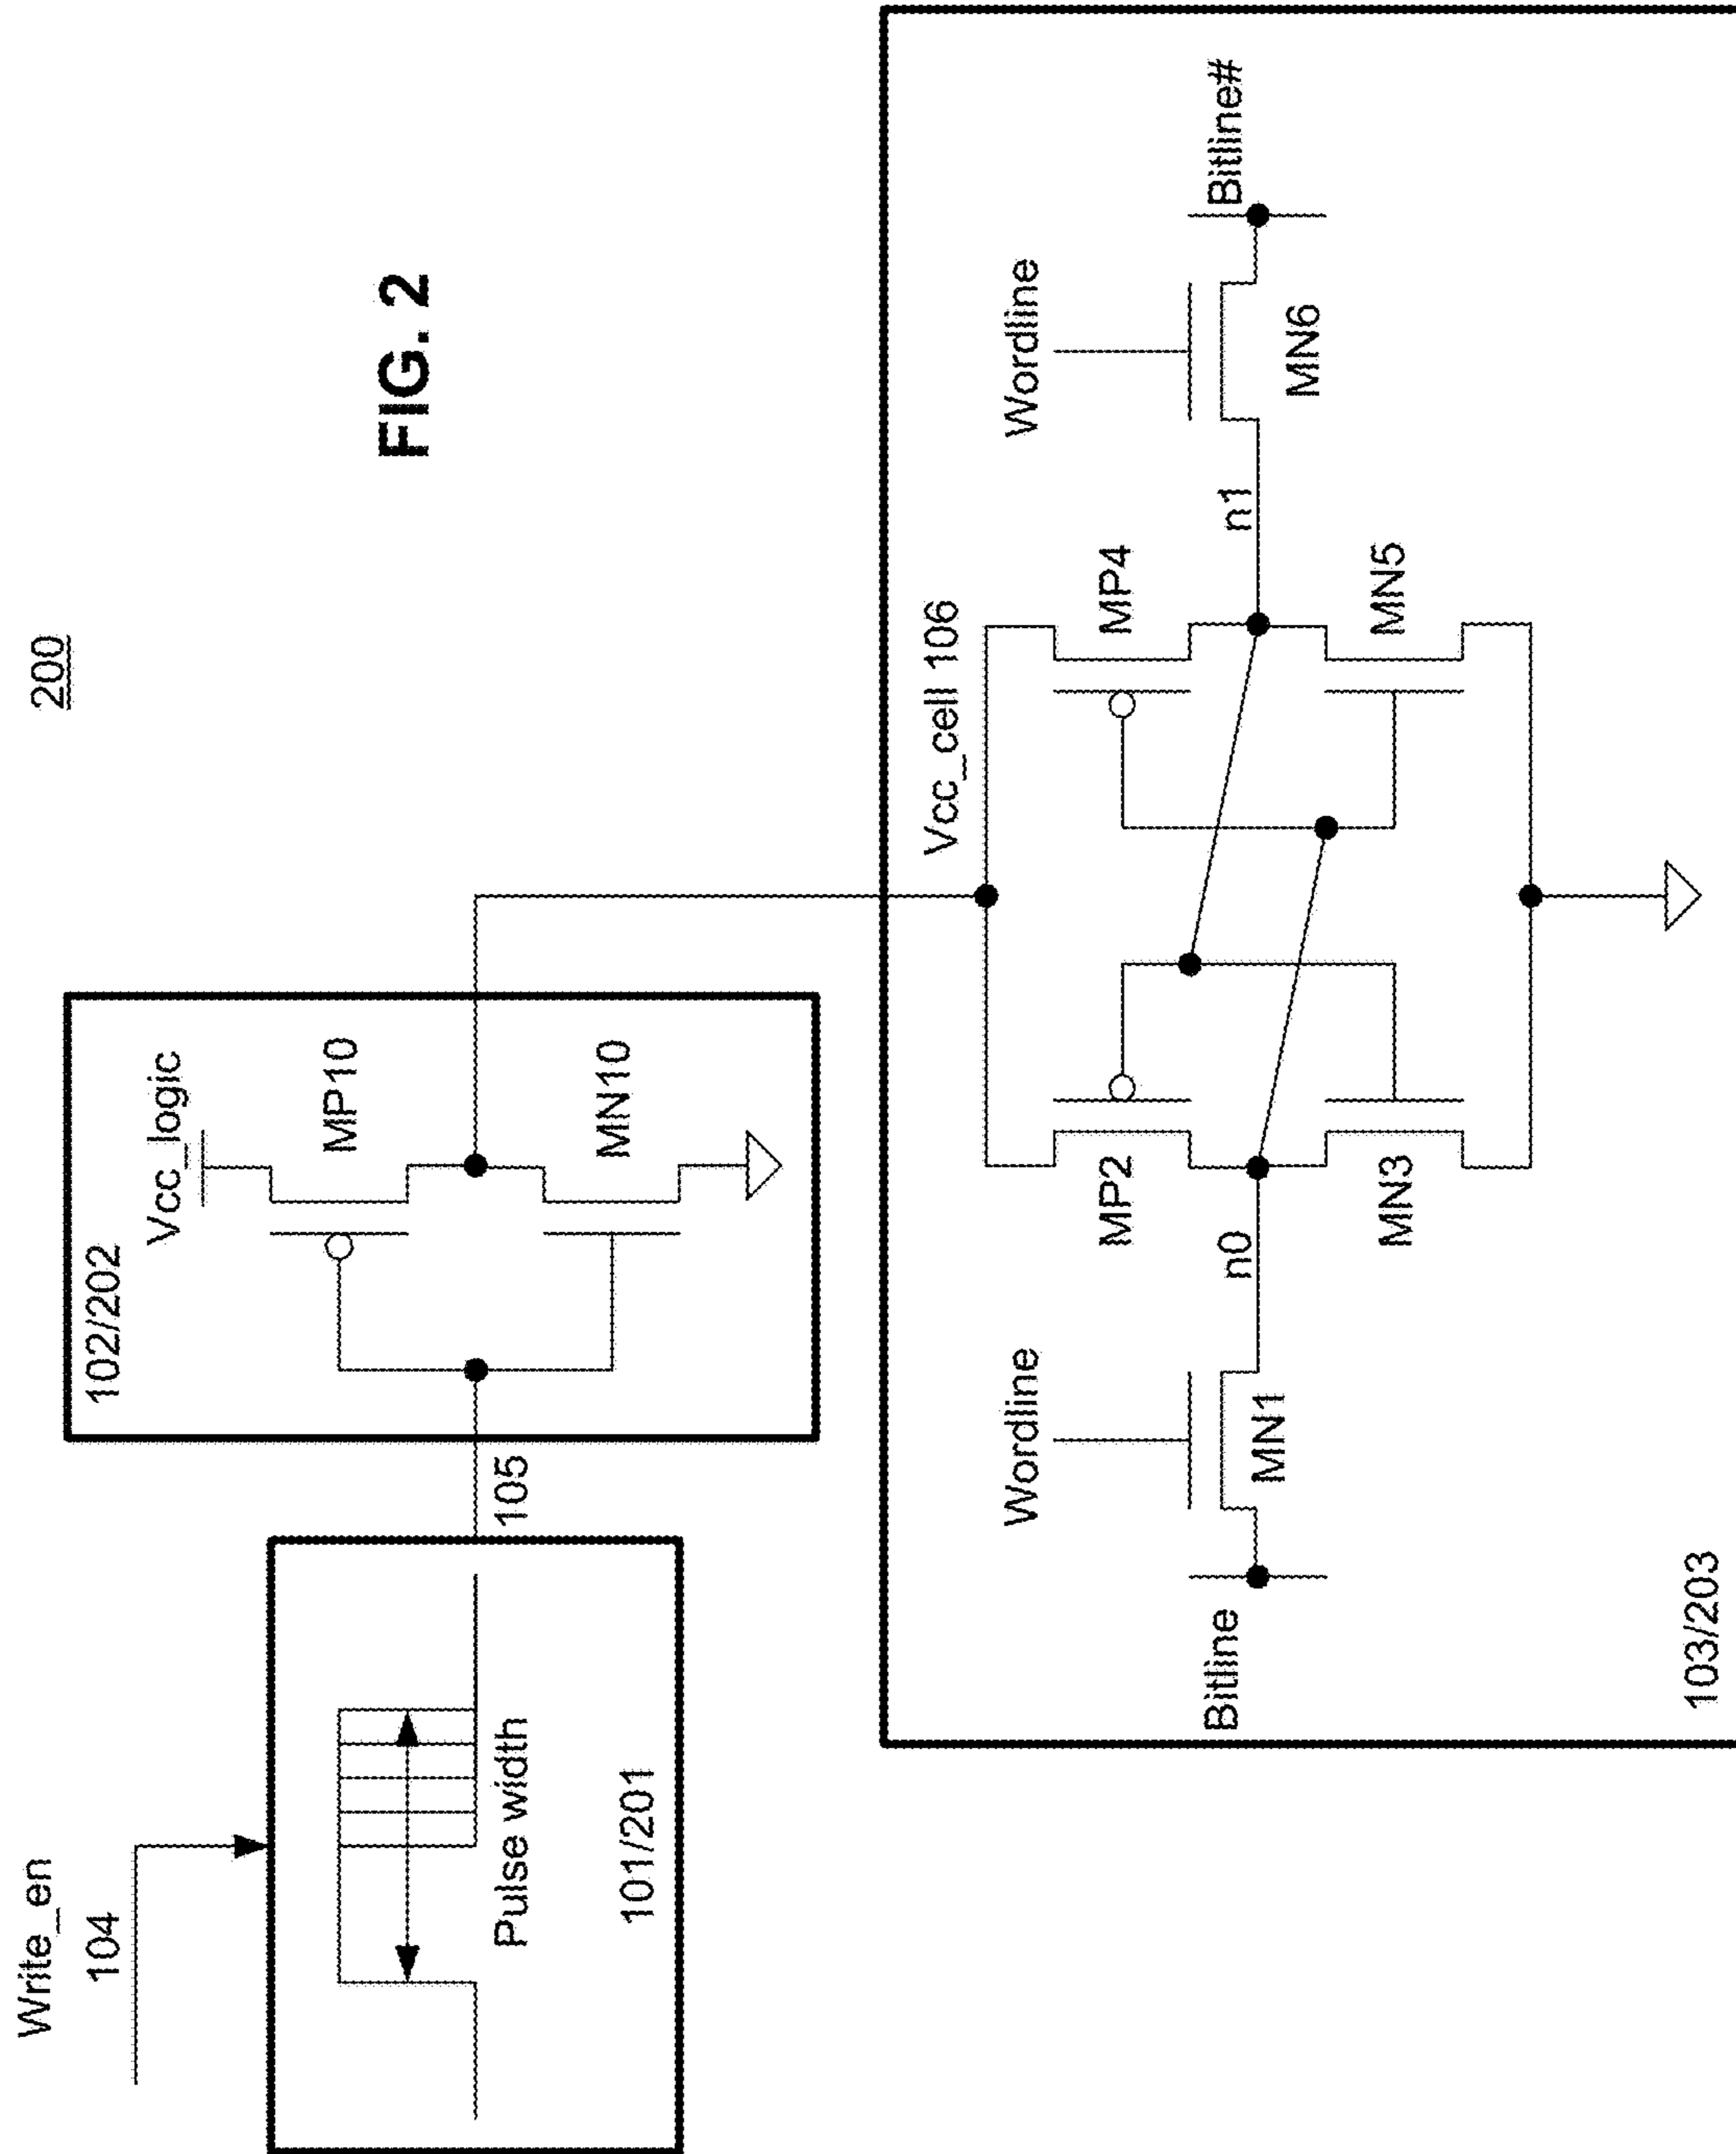 200
FIG. 2
Write_en
104
Pulse width
101/201
105
102/202
Vcc_logic
MP10
MN10
Vcc_cell 106
Wordline
Wordline
Bitline
MN1
n0
MP2
MN3
MP4
MN5
n1
MN6
Bitline#
103/203